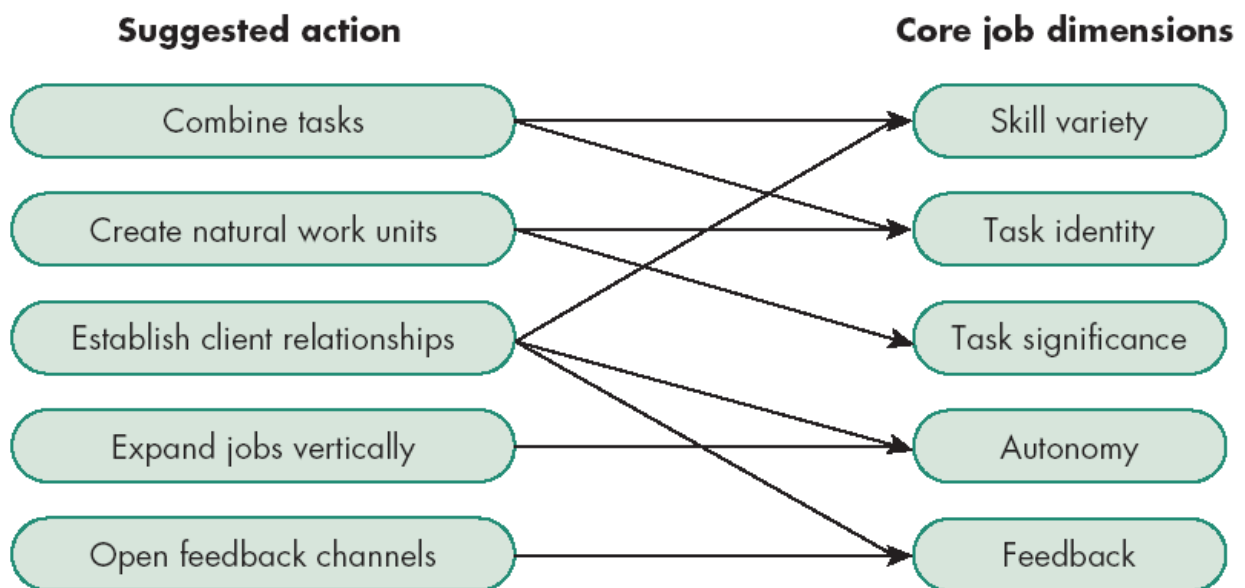 Suggested action
Core job dimensions
Combine tasks
Skill variety
Create natural work units
Task identity
Establish client relationships
Task significance
Expand jobs vertically
Autonomy
Open feedback channels
Feedback